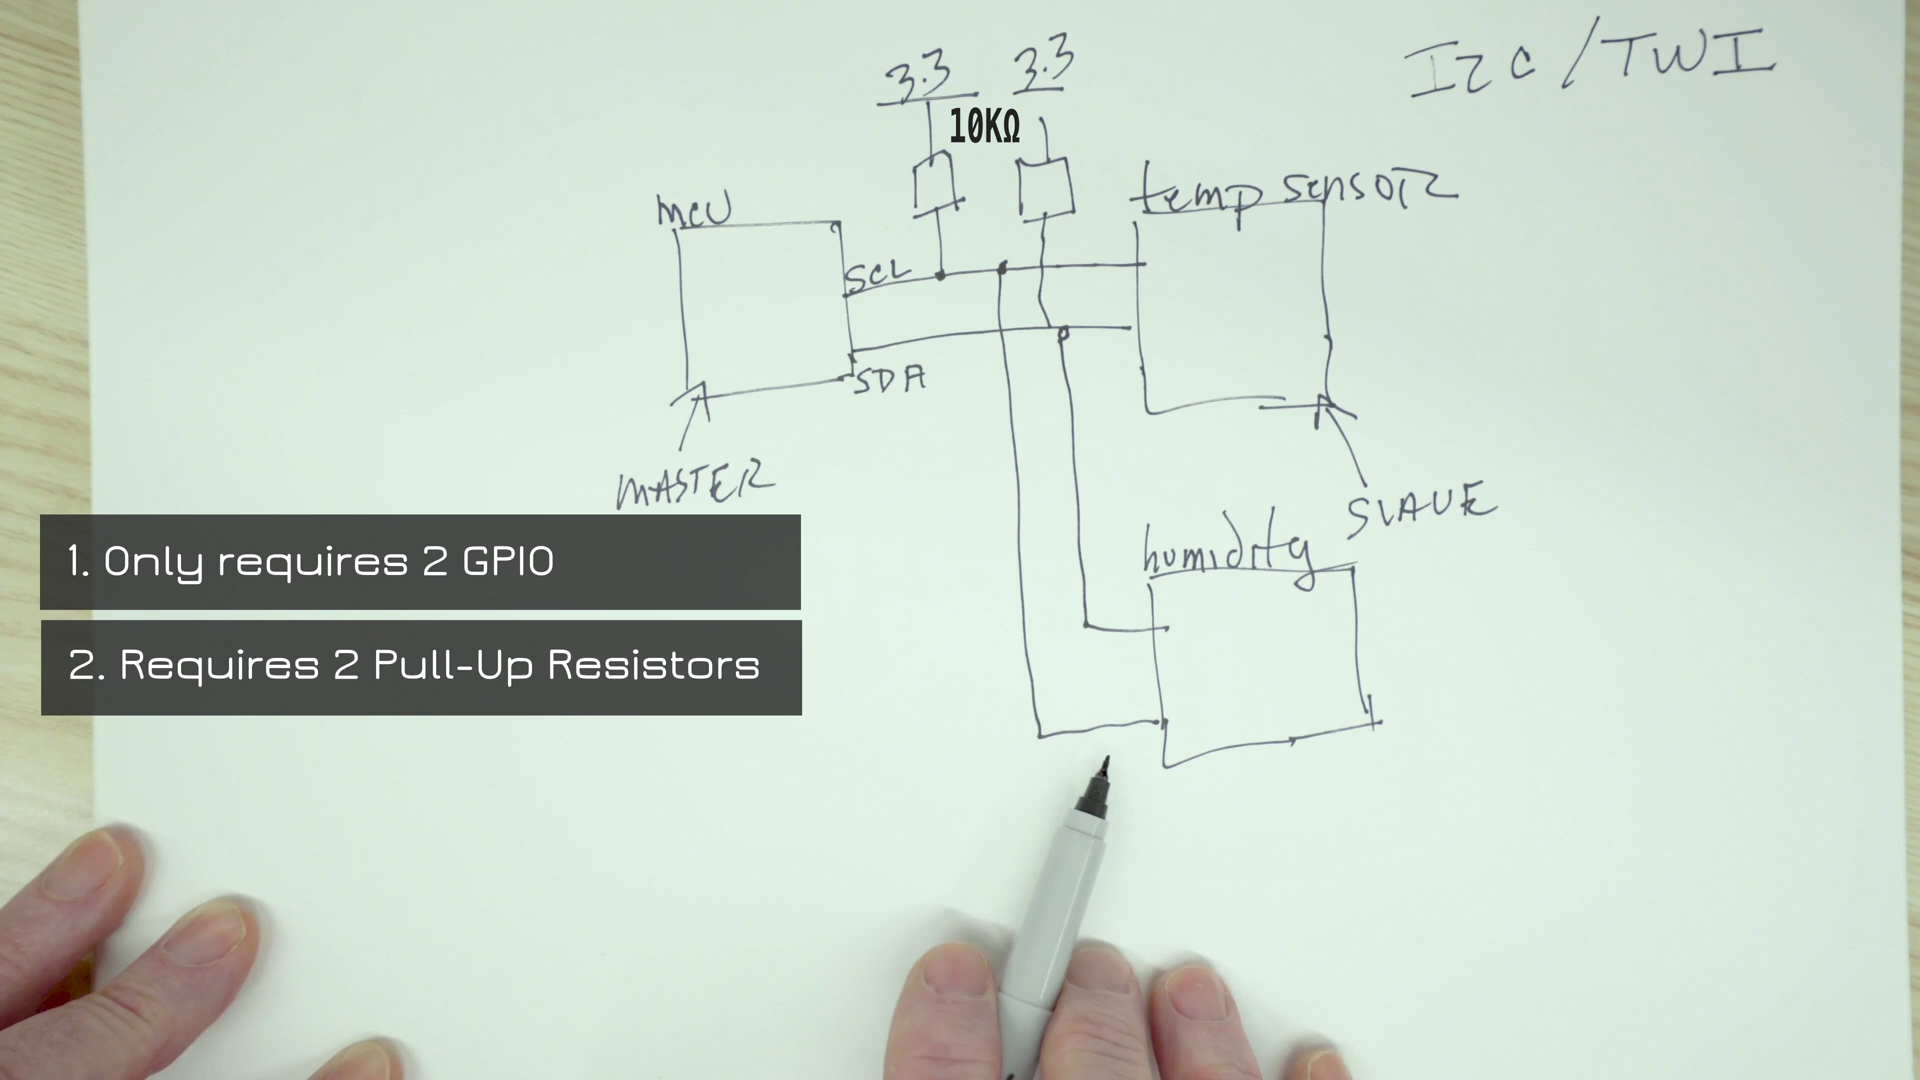 I2C/TWI
3.3 3.3
10KΩ
MCU
temp sensor
SCL
SDA
MASTER
SLAVE
humidity
1. Only requires 2 GPIO
2. Requires 2 Pull-Up Resistors